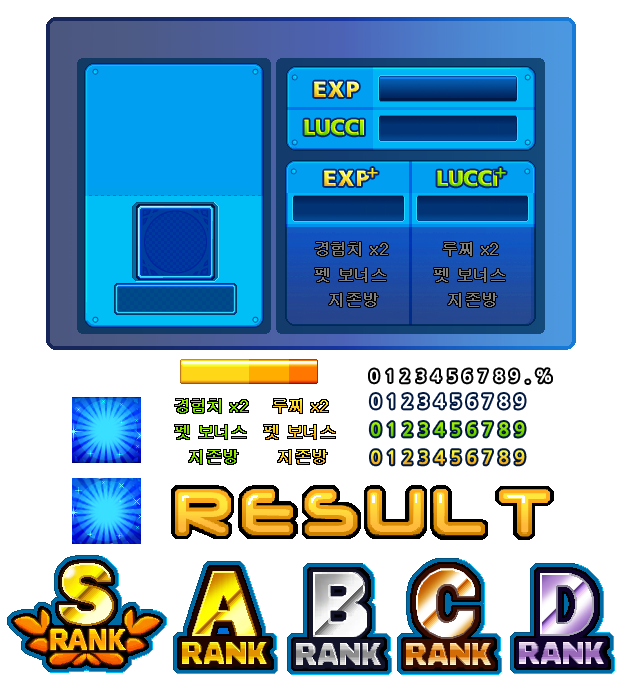 EXP
LUCCI
EXP+ LUCCI+
경험치 x2 루찌 x2
펫 보너스 펫 보너스
지존방 지존방
0123456789.%
경험치 x2 루찌 x2 0123456789
펫 보너스 펫 보너스 0123456789
지존방 지존방 0123456789
RESULT
S A B C D
RANK RANK RANK RANK RANK